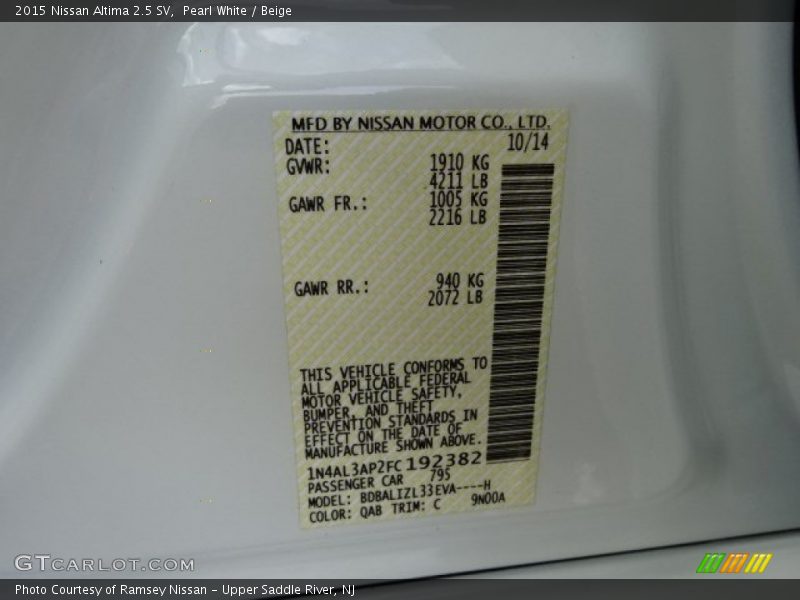 2015 Nissan Altima 2.5 SV, Pearl White / Beige
MFD BY NISSAN MOTOR CO., LTD.
DATE: 10/14
GVWR: 1910 KG
4211 LB
GAWR FR.: 1005 KG
2216 LB
GAWR RR.: 940 KG
2072 LB
THIS VEHICLE CONFORMS TO
ALL APPLICABLE FEDERAL
MOTOR VEHICLE SAFETY,
BUMPER, AND THEFT
PREVENTION STANDARDS IN
EFFECT ON THE DATE OF
MANUFACTURE SHOWN ABOVE.
1N4AL3AP2FC192382
PASSENGER CAR 795
MODEL: BDBALIZL33EVA----H
COLOR: QAB TRIM: C 9N00A
GTCARLOT.COM
Photo Courtesy of Ramsey Nissan - Upper Saddle River, NJ